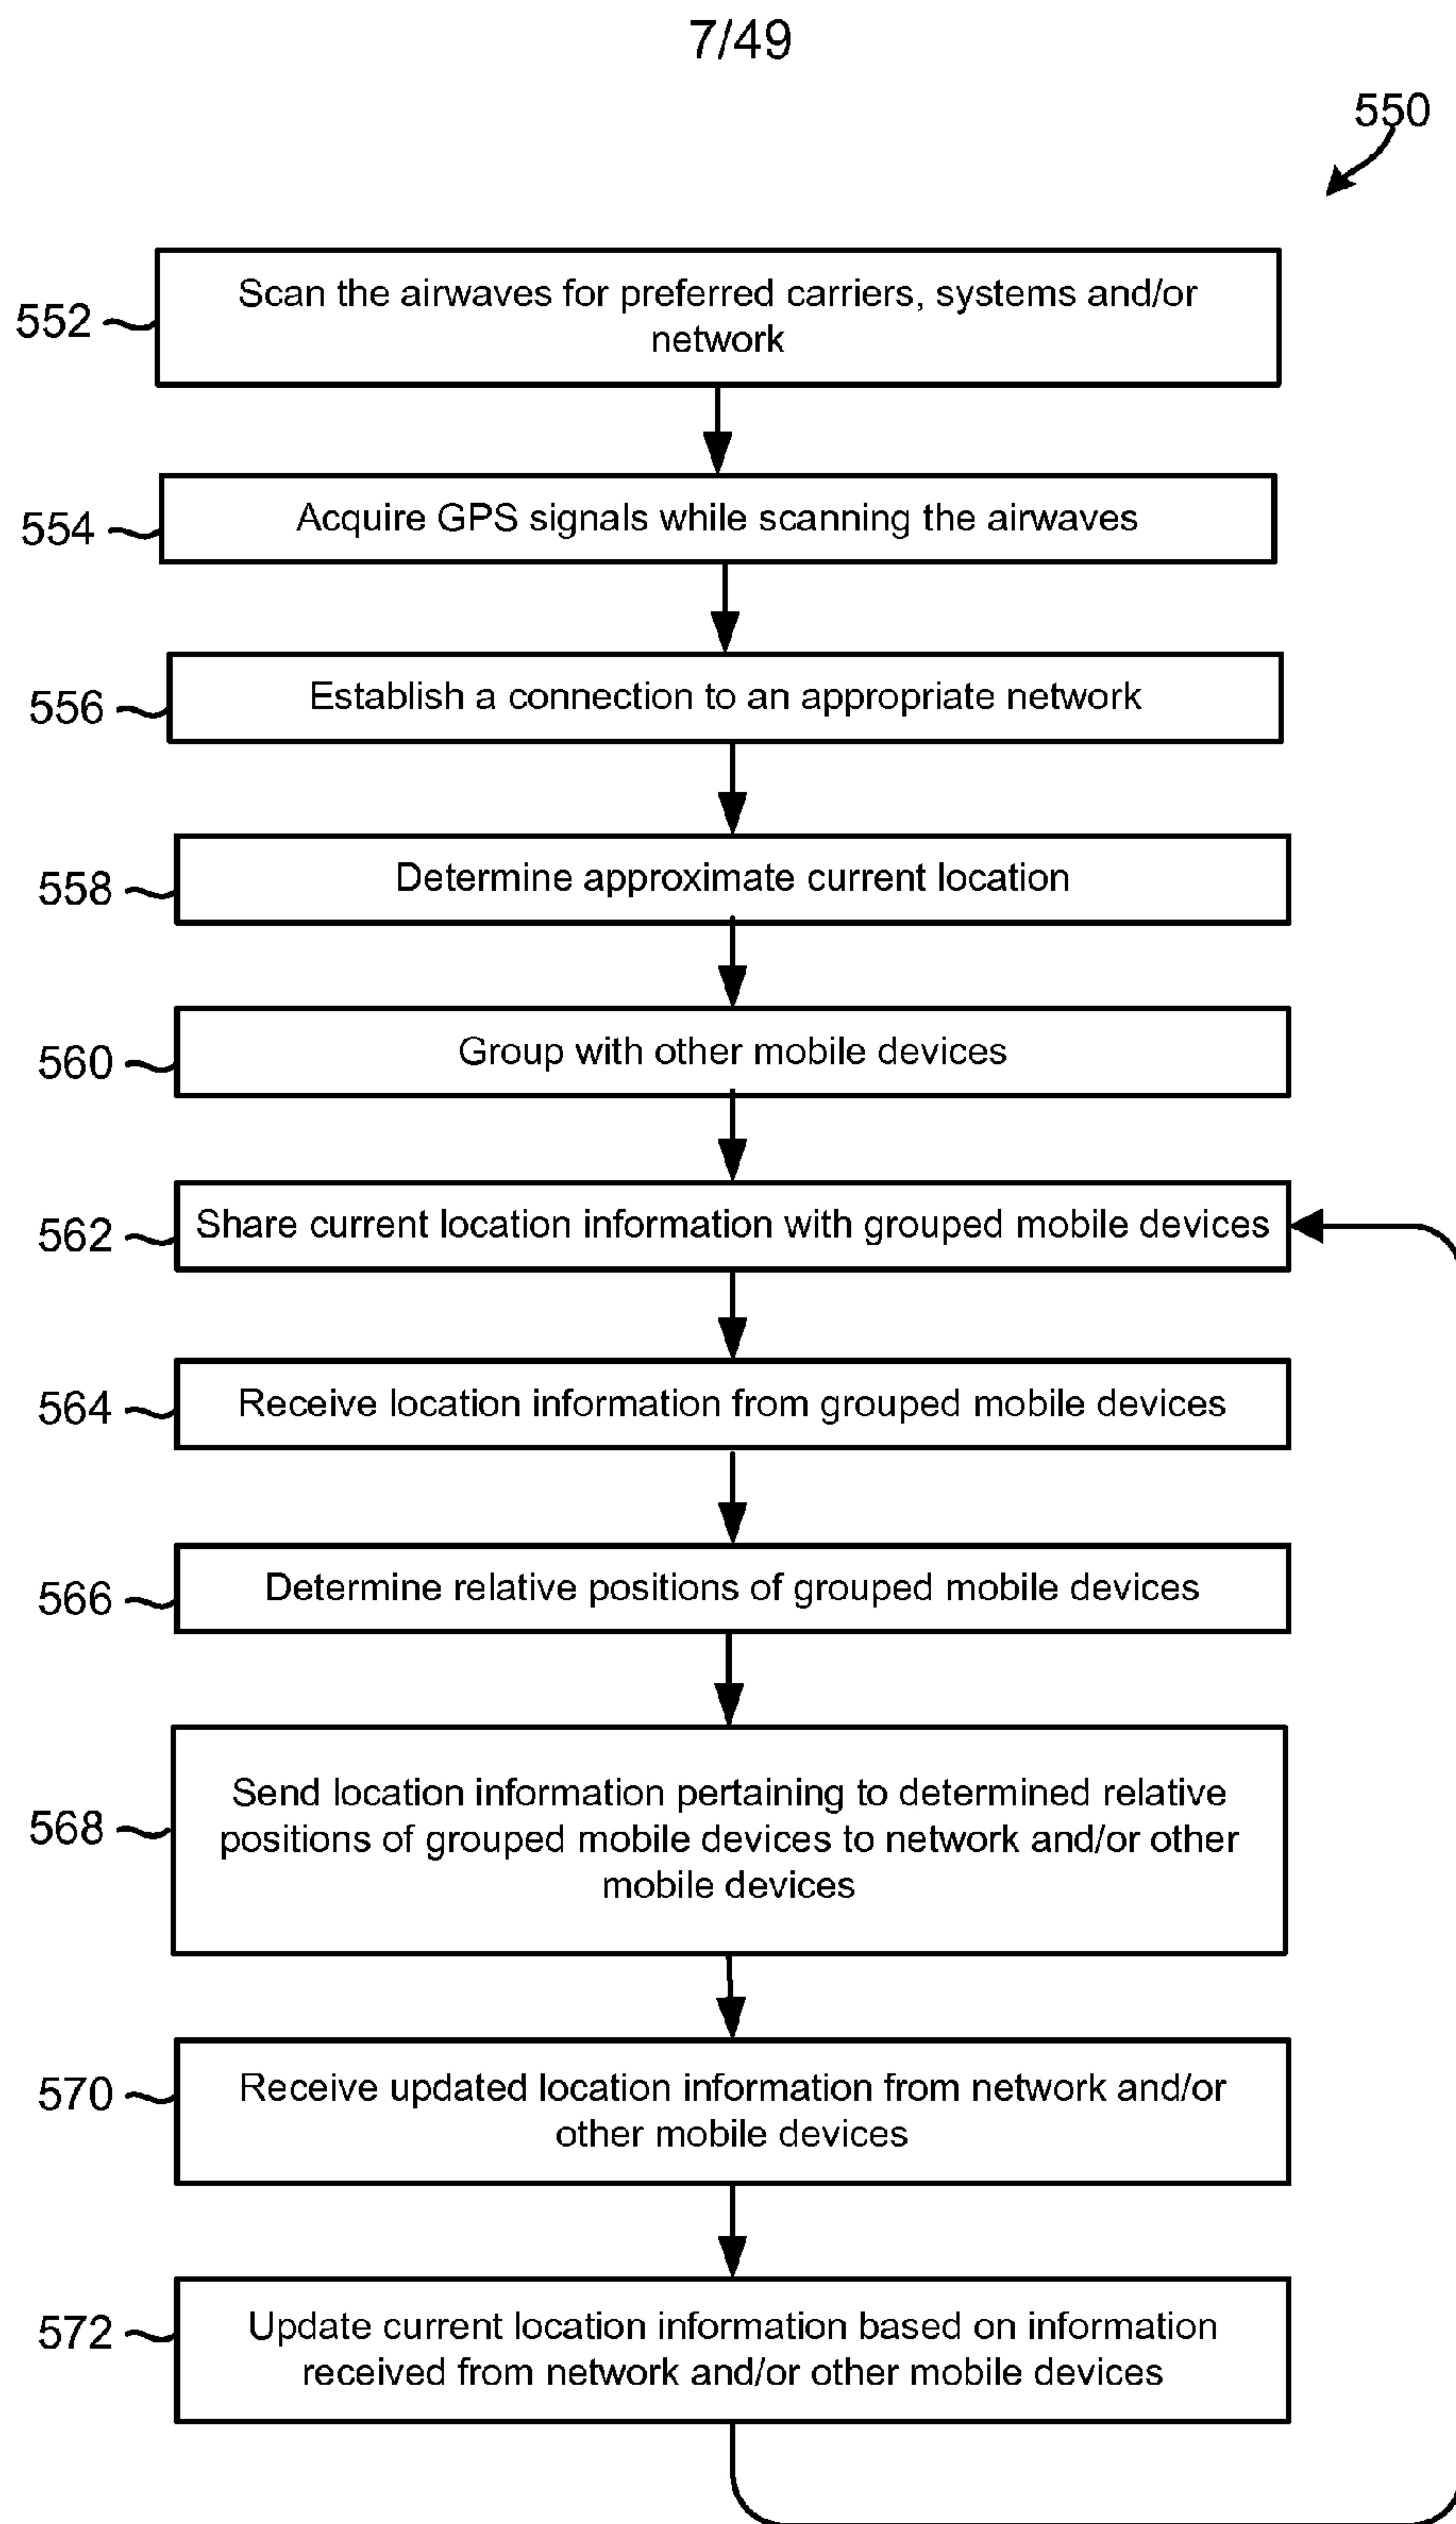 7/49
550
552
Scan the airwaves for preferred carriers, systems and/or
network
554
Acquire GPS signals while scanning the airwaves
556
Establish a connection to an appropriate network
558
Determine approximate current location
560
Group with other mobile devices
562
Share current location information with grouped mobile devices
564
Receive location information from grouped mobile devices
566
Determine relative positions of grouped mobile devices
568
Send location information pertaining to determined relative
positions of grouped mobile devices to network and/or other
mobile devices
570
Receive updated location information from network and/or
other mobile devices
572
Update current location information based on information
received from network and/or other mobile devices